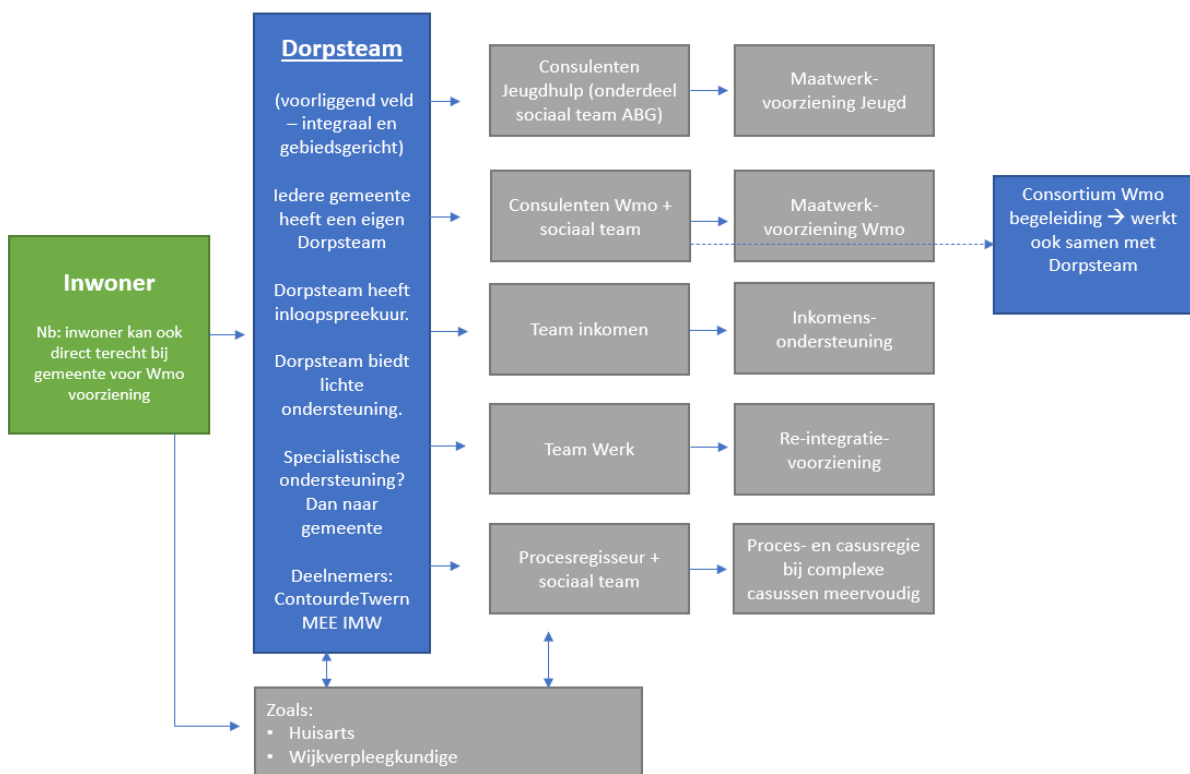 Inwoner
Nb: inwoner kan ook
direct terecht bij
gemeente voor Wmo
voorziening
Dorpsteam
(voorliggend veld
– integraal en
gebiedsgericht)
Iedere gemeente
heeft een eigen
Dorpsteam
Dorpsteam heeft
inloopspreekuur.
Dorpsteam biedt
lichte
ondersteuning.
Specialistische
ondersteuning?
Dan naar
gemeente
Deelnemers:
ContourdeTwern
MEE IMW
Consulenten
Jeugdhulp (onderdeel
sociaal team ABG)
Maatwerk-
voorziening Jeugd
Consulenten Wmo +
sociaal team
Maatwerk-
voorziening Wmo
Consortium Wmo
begeleiding → werkt
ook samen met
Dorpsteam
Team inkomen
Inkomens-
ondersteuning
Team Werk
Re-integratie-
voorziening
Procesregisseur +
sociaal team
Proces- en casusregie
bij complexe
casussen meervoudig
Zoals:
• Huisarts
• Wijkverpleegkundige